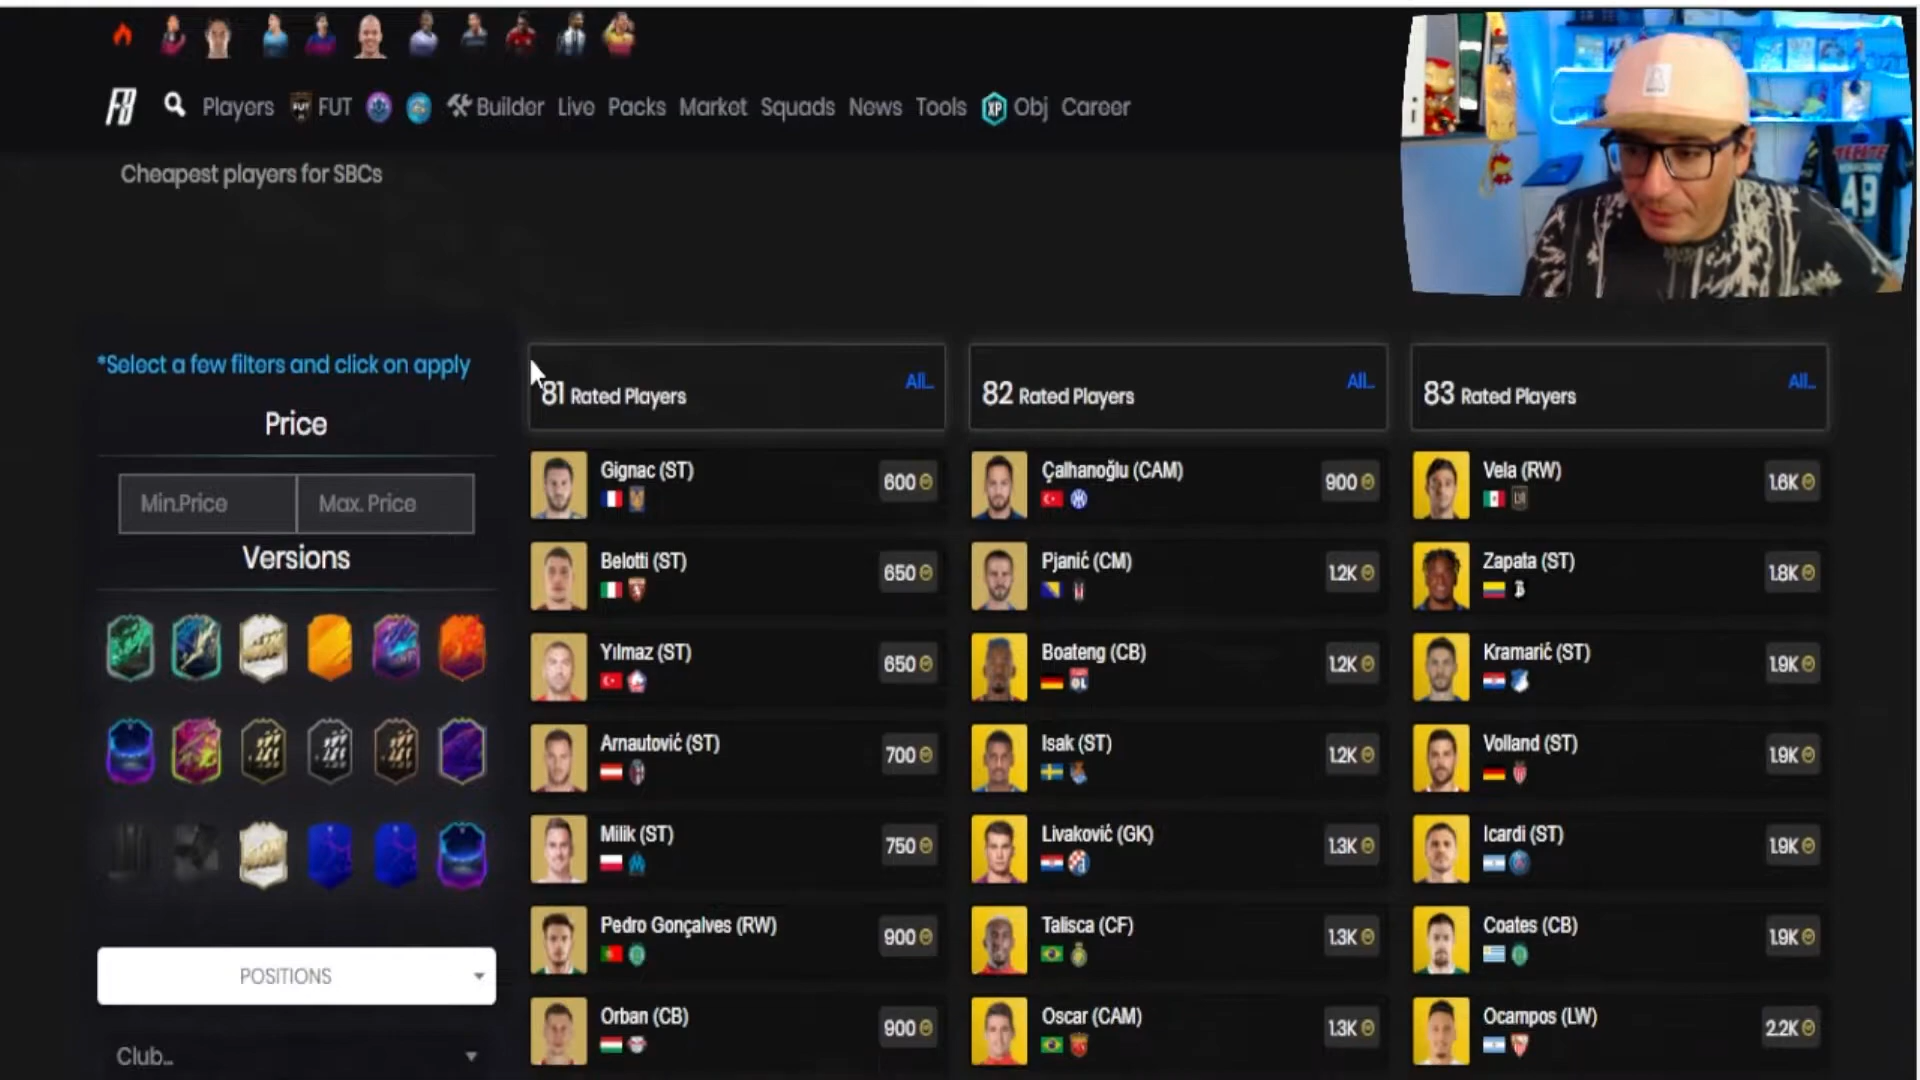 FB Players FUT Builder Live Packs Market Squads News Tools XP Obj Career
Cheapest players for SBCs
*Select a few filters and click on apply
Price
Min.Price Max. Price
Versions
POSITIONS
Club...
81 Rated Players All...
Gignac (ST) 600
Belotti (ST) 650
Yılmaz (ST) 650
Arnautović (ST) 700
Milik (ST) 750
Pedro Gonçalves (RW) 900
Orban (CB) 900
82 Rated Players All...
Çalhanoğlu (CAM) 900
Pjanić (CM) 1.2K
Boateng (CB) 1.2K
Isak (ST) 1.2K
Livaković (GK) 1.3K
Talisca (CF) 1.3K
Oscar (CAM) 1.3K
83 Rated Players All...
Vela (RW) 1.6K
Zapata (ST) 1.8K
Kramarić (ST) 1.9K
Volland (ST) 1.9K
Icardi (ST) 1.9K
Coates (CB) 1.9K
Ocampos (LW) 2.2K
49